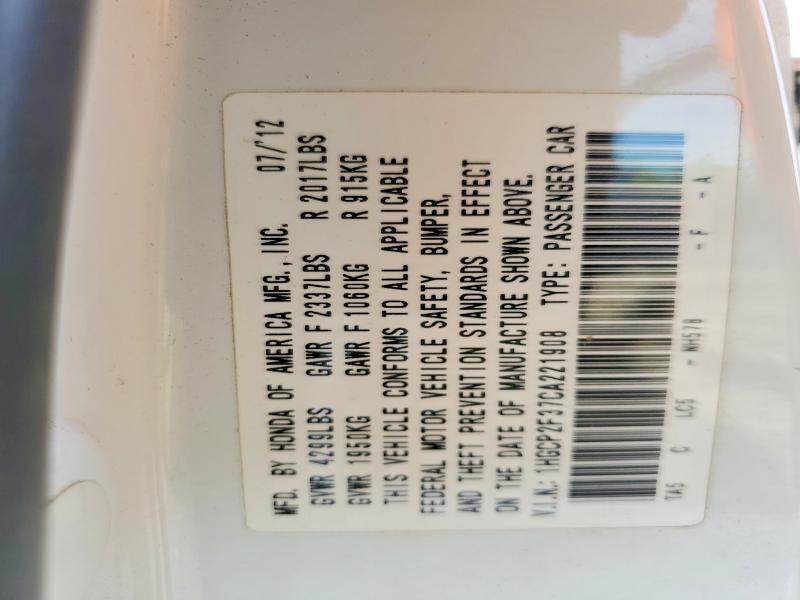 MFD. BY HONDA OF AMERICA MFG., INC. 07/'12
GVWR 4299LBS GAWR F 2337LBS R 2017LBS
GVWR 1950KG GAWR F 1060KG R 915KG
THIS VEHICLE CONFORMS TO ALL APPLICABLE
FEDERAL MOTOR VEHICLE SAFETY, BUMPER,
AND THEFT PREVENTION STANDARDS IN EFFECT
ON THE DATE OF MANUFACTURE SHOWN ABOVE.
V.I.N.: 1HGCP2F37CA221908 TYPE: PASSENGER CAR
TA5 C LC5 - NH578 - F - A